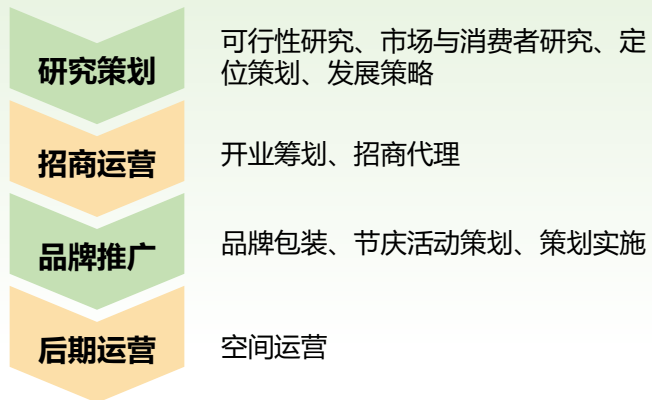 研究策划
可行性研究、市场与消费者研究、定
位策划、发展策略
招商运营
开业筹划、招商代理
品牌推广
品牌包装、节庆活动策划、策划实施
后期运营
空间运营